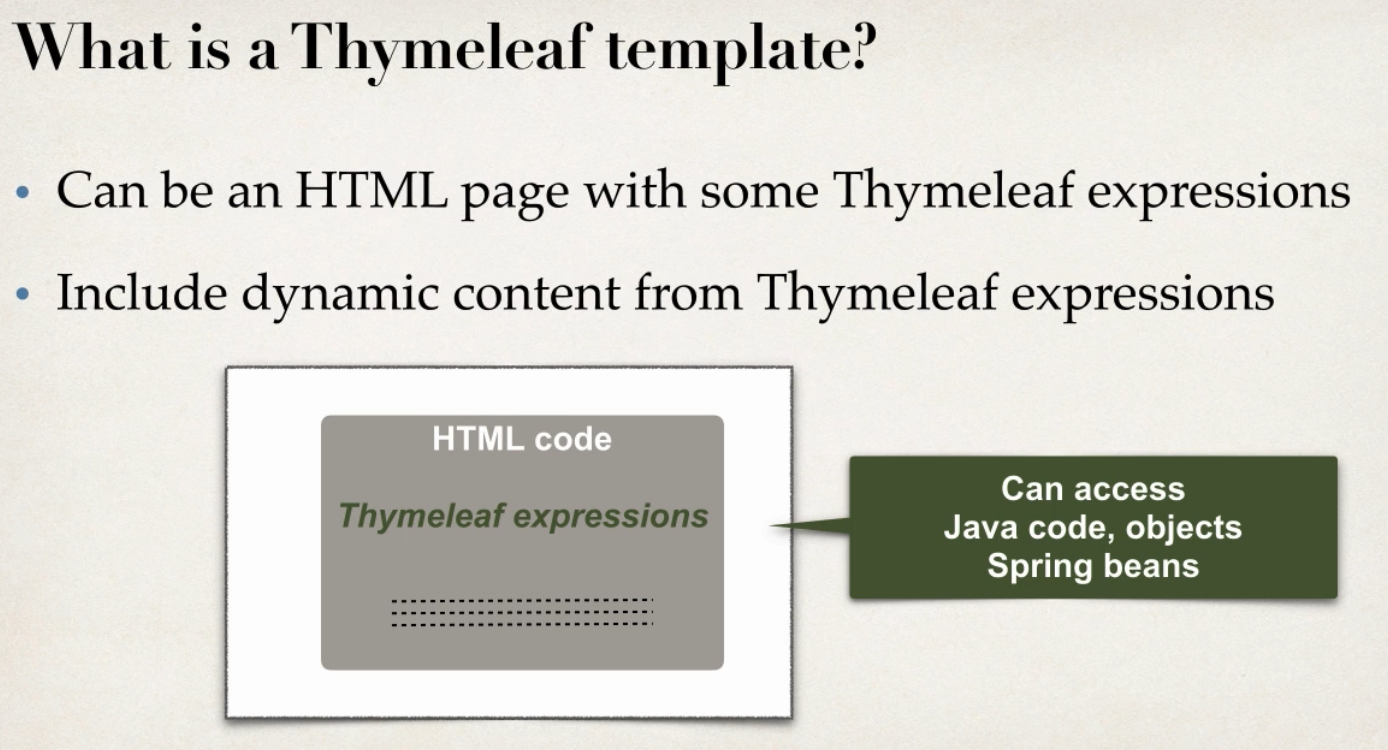 What is a Thymeleaf template?
• Can be an HTML page with some Thymeleaf expressions
• Include dynamic content from Thymeleaf expressions
HTML code
Thymeleaf expressions
Can access
Java code, objects
Spring beans